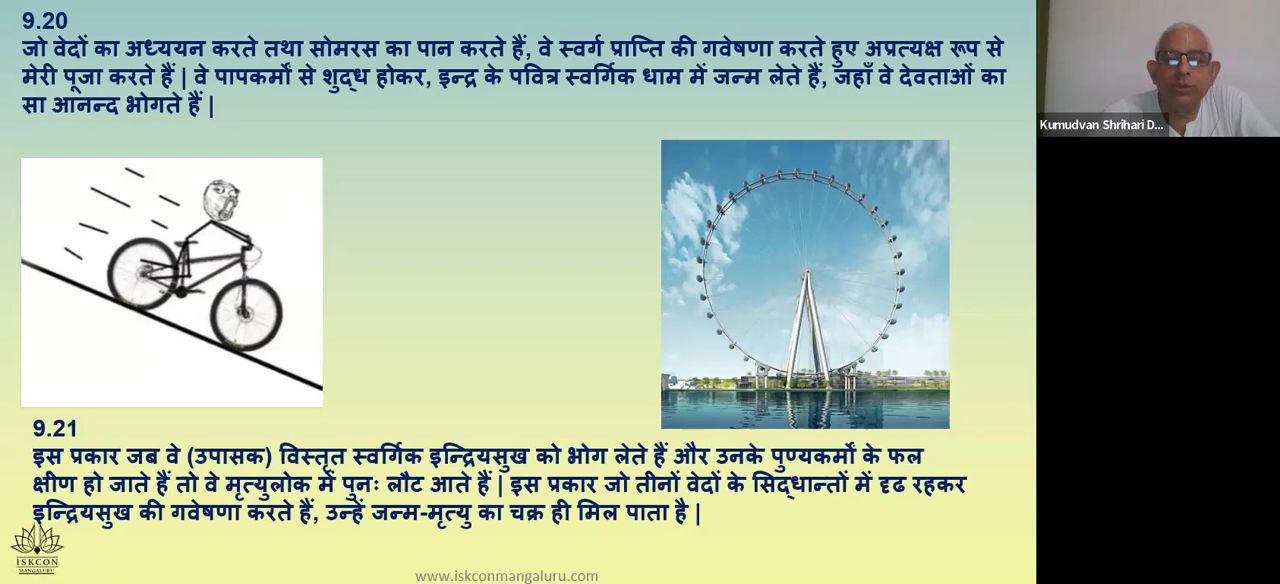 9.20
जो वेदों का अध्ययन करते तथा सोमरस का पान करते हैं, वे स्वर्ग प्राप्ति की गवेषणा करते हुए अप्रत्यक्ष रूप से
मेरी पूजा करते हैं | वे पापकर्मों से शुद्ध होकर, इन्द्र के पवित्र स्वर्गिक धाम में जन्म लेते हैं, जहाँ वे देवताओं का
सा आनन्द भोगते हैं |
Kumudvan Shrihari D...
9.21
इस प्रकार जब वे (उपासक) विस्तृत स्वर्गिक इन्द्रियसुख को भोग लेते हैं और उनके पुण्यकर्मों के फल
क्षीण हो जाते हैं तो वे मृत्युलोक में पुनः लौट आते हैं | इस प्रकार जो तीनों वेदों के सिद्धान्तों में दृढ रहकर
इन्द्रियसुख की गवेषणा करते हैं, उन्हें जन्म-मृत्यु का चक्र ही मिल पाता है |
ISKCON
MANGALURU
www.iskconmangaluru.com